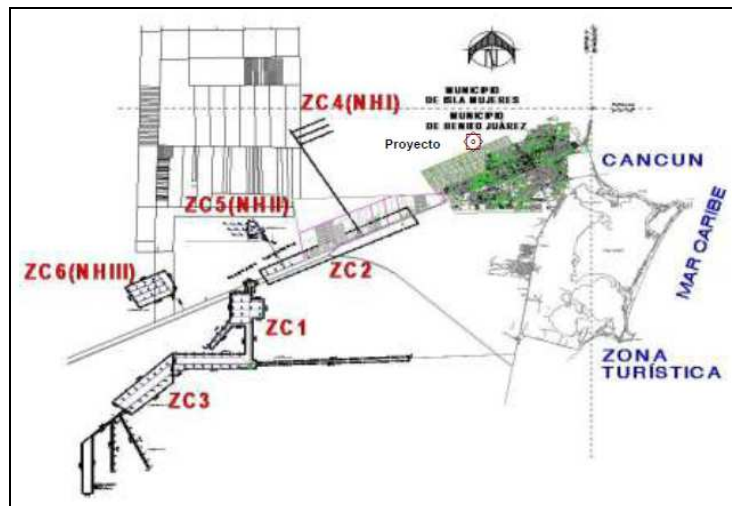 N
MUNICIPIO
DE ISLA MUJERES
MUNICIPIO
DE BENITO JUÁREZ
Proyecto
ZC4(NHI)
CANCUN
ZC5(NHII)
ZC2
MAR CARIBE
ZC6(NHIII)
ZC1
ZONA
TURÍSTICA
ZC3